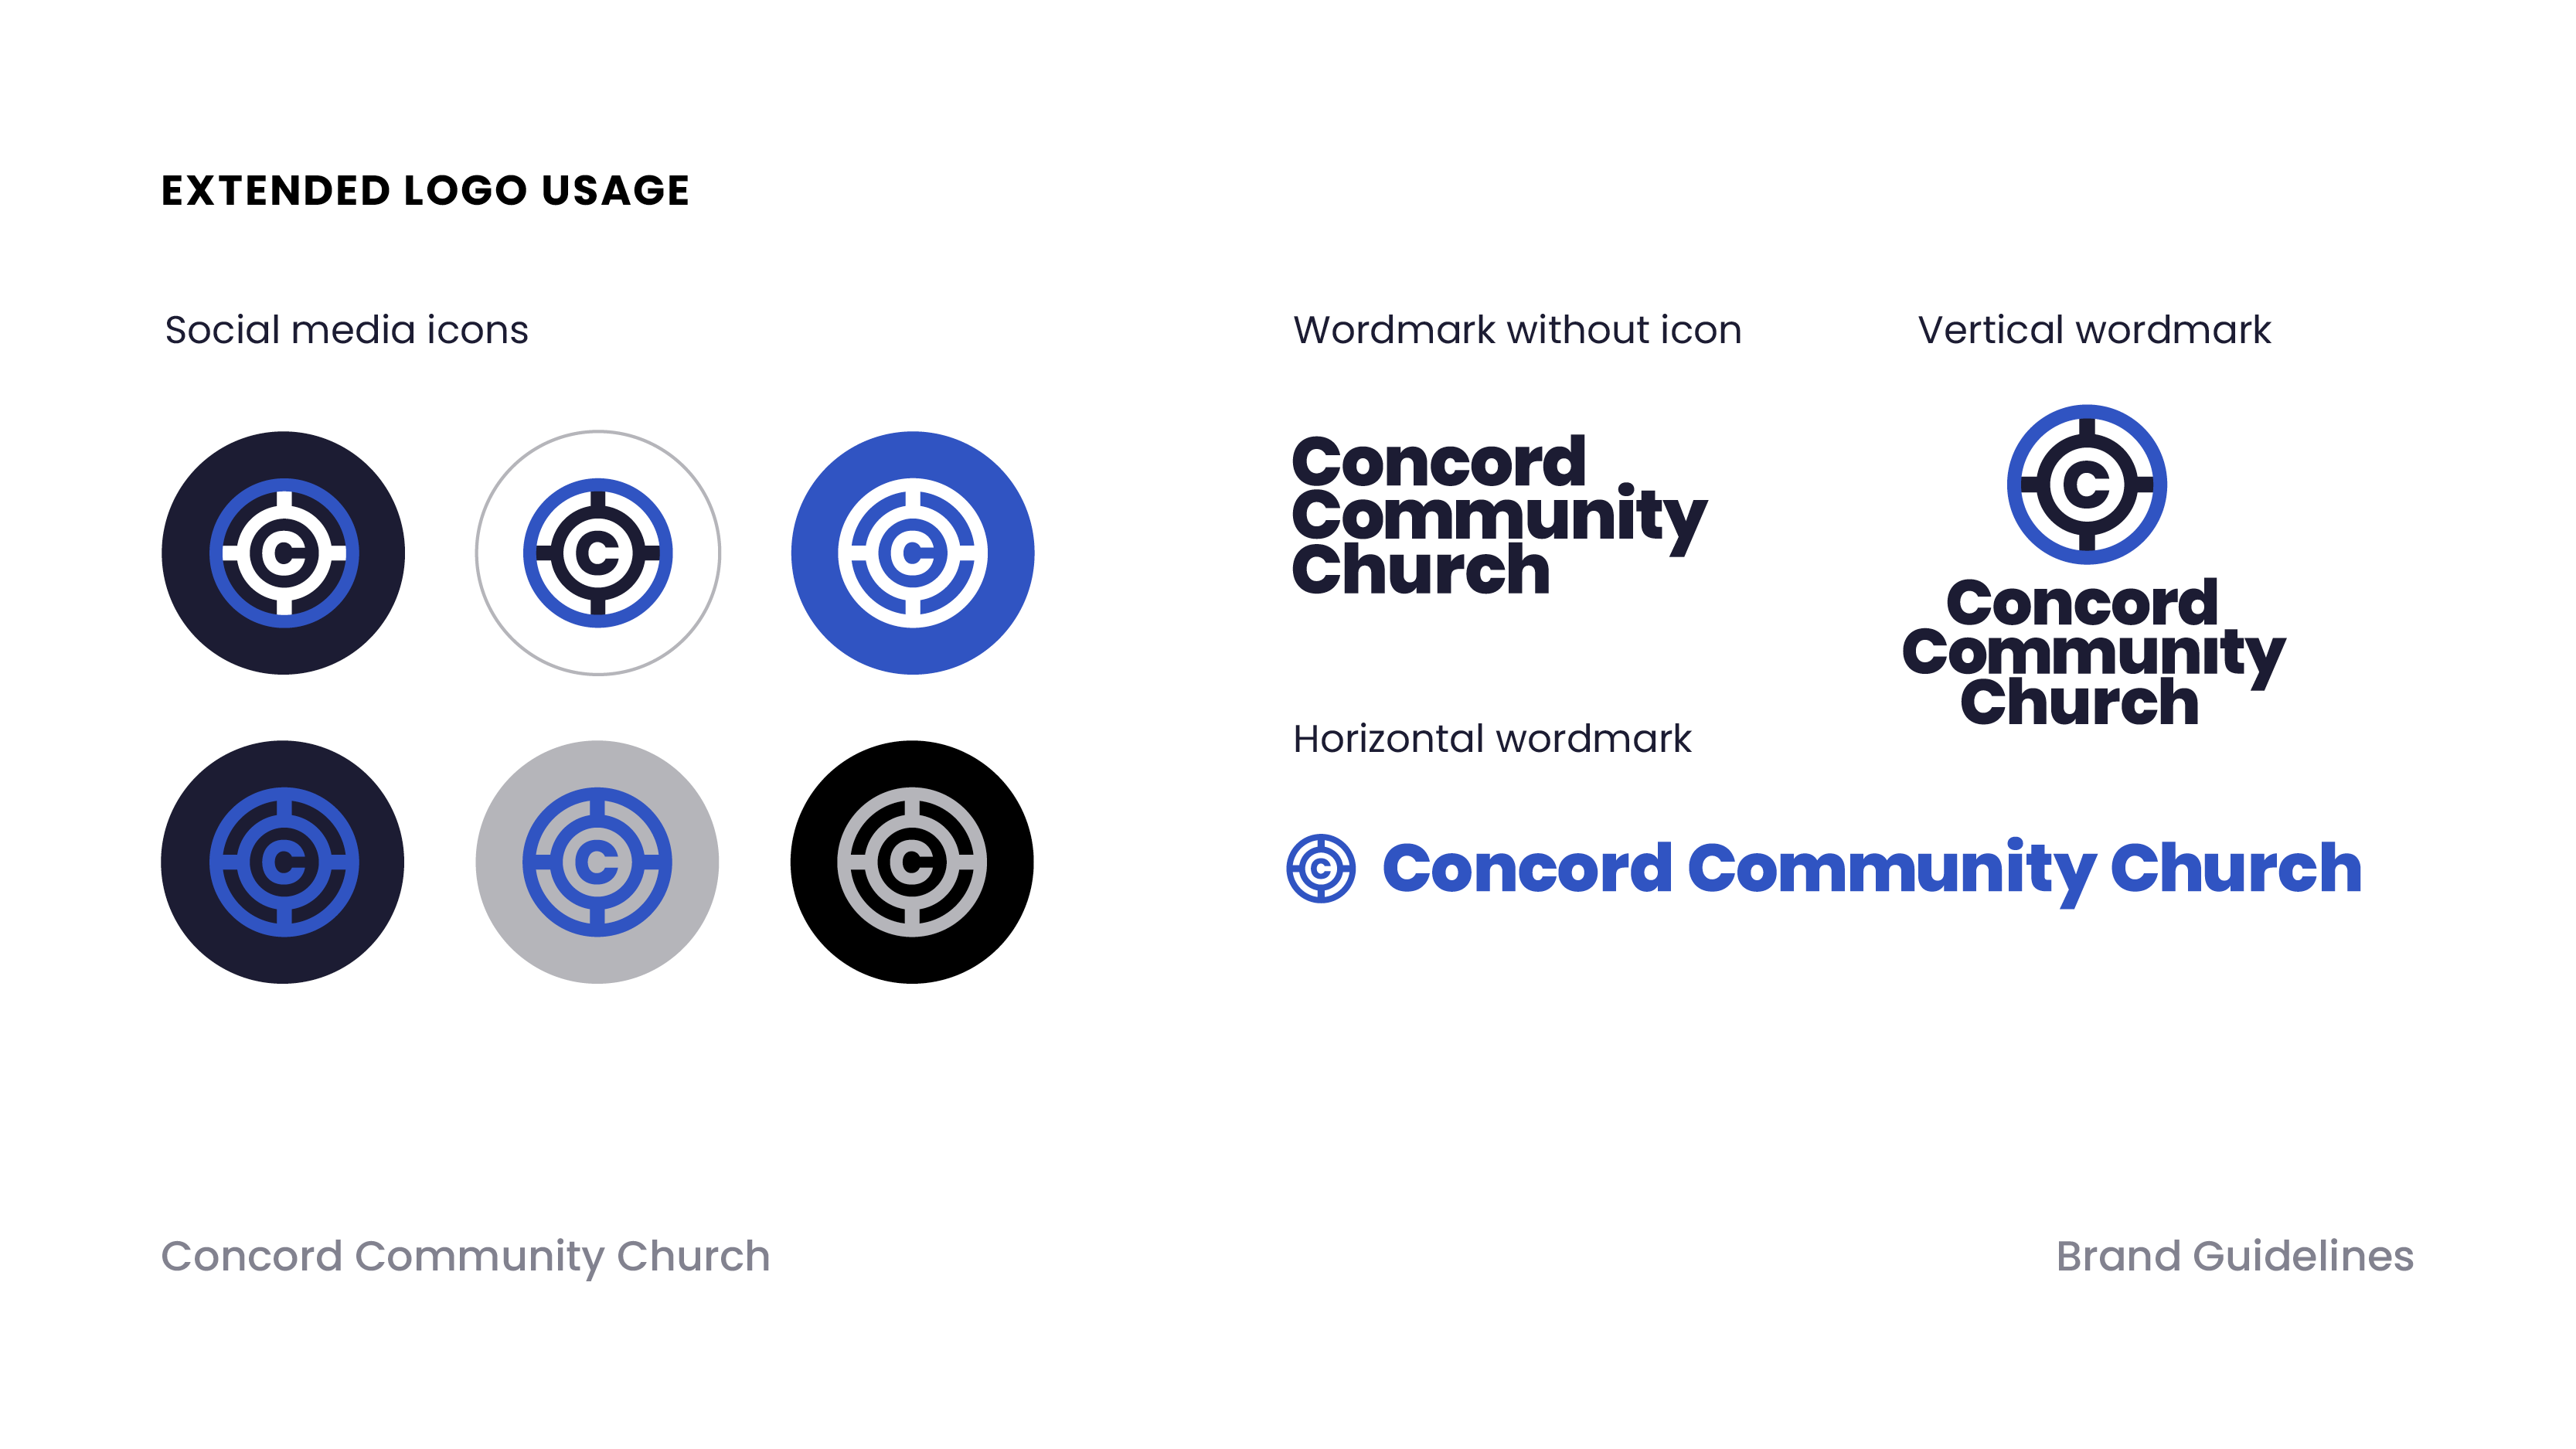 EXTENDED LOGO USAGE
Social media icons
C
C
C
C
C
C
Wordmark without icon
Concord
Community
Church
Vertical wordmark
C
Concord
Community
Church
Horizontal wordmark
C Concord Community Church
Concord Community Church
Brand Guidelines